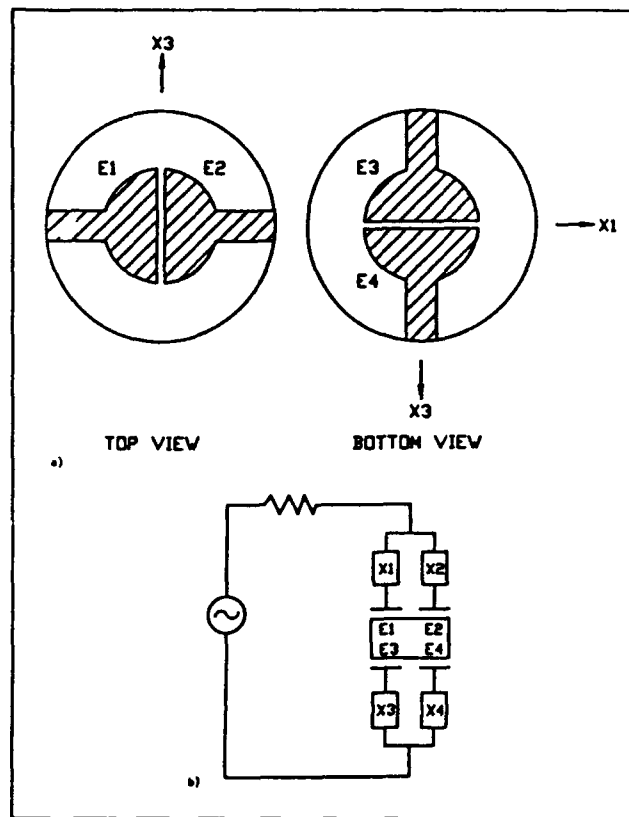 X3
E1 E2
E3
X1
E4
X3
TOP VIEW BOTTOM VIEW
a)
X1 X2
E1 E2
E3 E4
X3 X4
b)